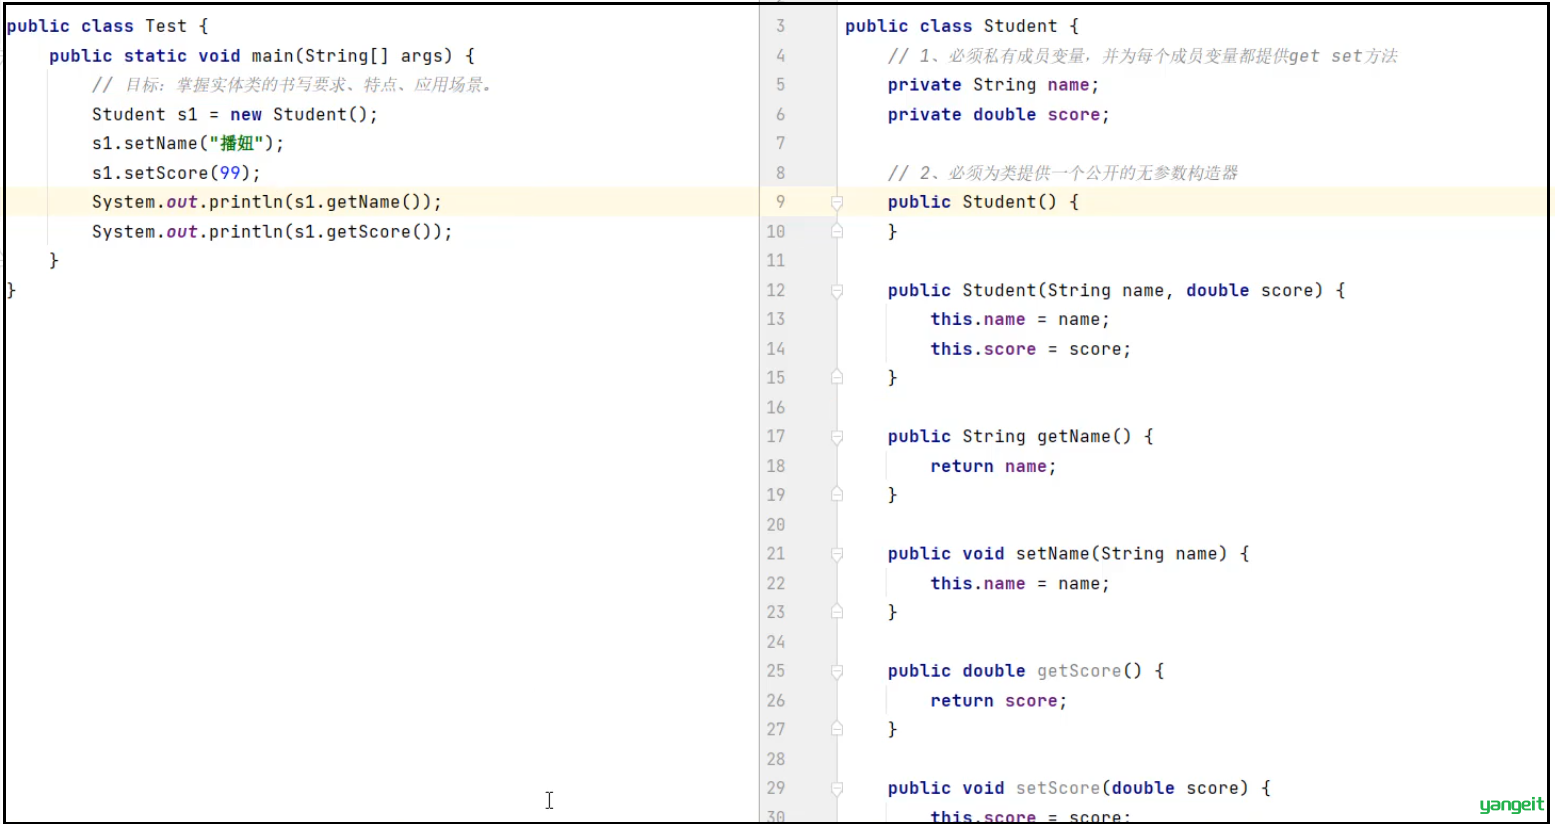 public class Test {
public static void main(String[] args) {
// 目标：掌握实体类的书写要求、特点、应用场景。
Student s1 = new Student();
s1.setName("播妞");
s1.setScore(99);
System.out.println(s1.getName());
System.out.println(s1.getScore());
}
}
3 public class Student {
4 // 1、必须私有成员变量，并为每个成员变量都提供get set方法
5 private String name;
6 private double score;
7
8 // 2、必须为类提供一个公开的无参数构造器
9 public Student() {
10 }
11
12 public Student(String name, double score) {
13 this.name = name;
14 this.score = score;
15 }
16
17 public String getName() {
18 return name;
19 }
20
21 public void setName(String name) {
22 this.name = name;
23 }
24
25 public double getScore() {
26 return score;
27 }
28
29 public void setScore(double score) {
30 this.score = score;
yangeit